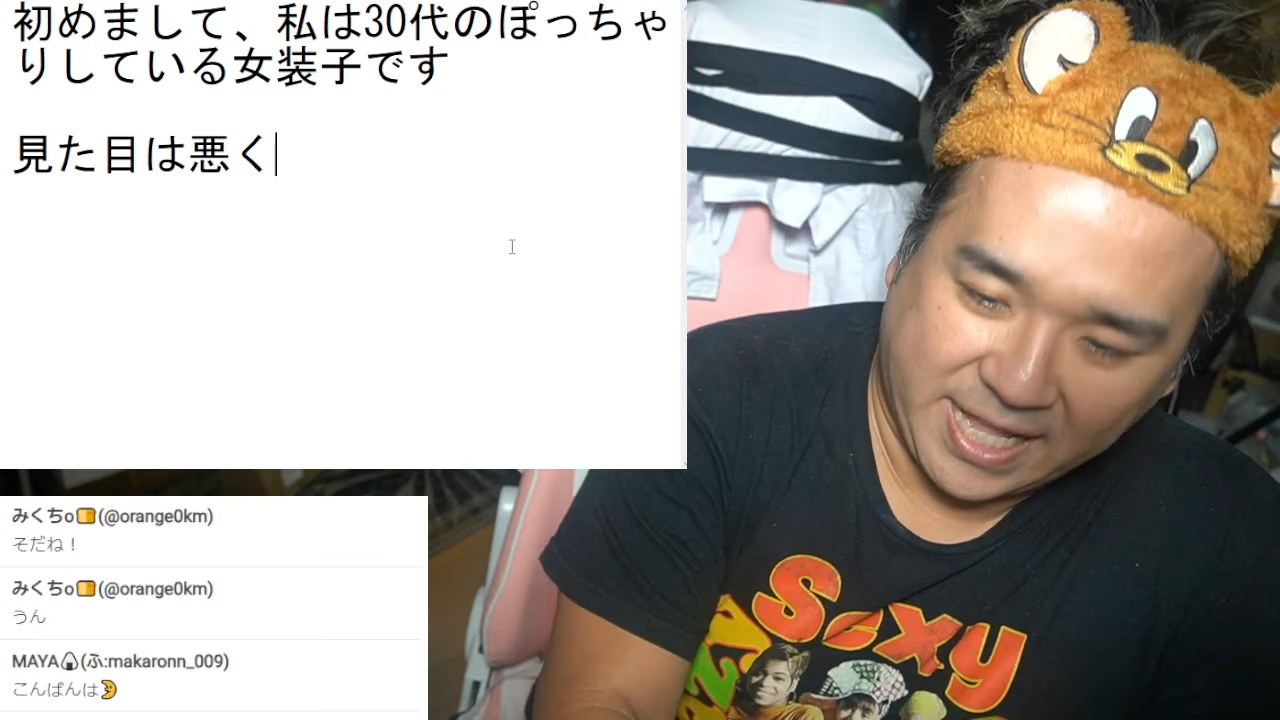 初めまして、私は30代のぽっちゃ
りしている女装子です
見た目は悪く
みくちo🍞(@orange0km)
そだね！
みくちo🍞(@orange0km)
うん
MAYA🍙(ふ:makaronn_009)
こんばんは🌛
Sexy